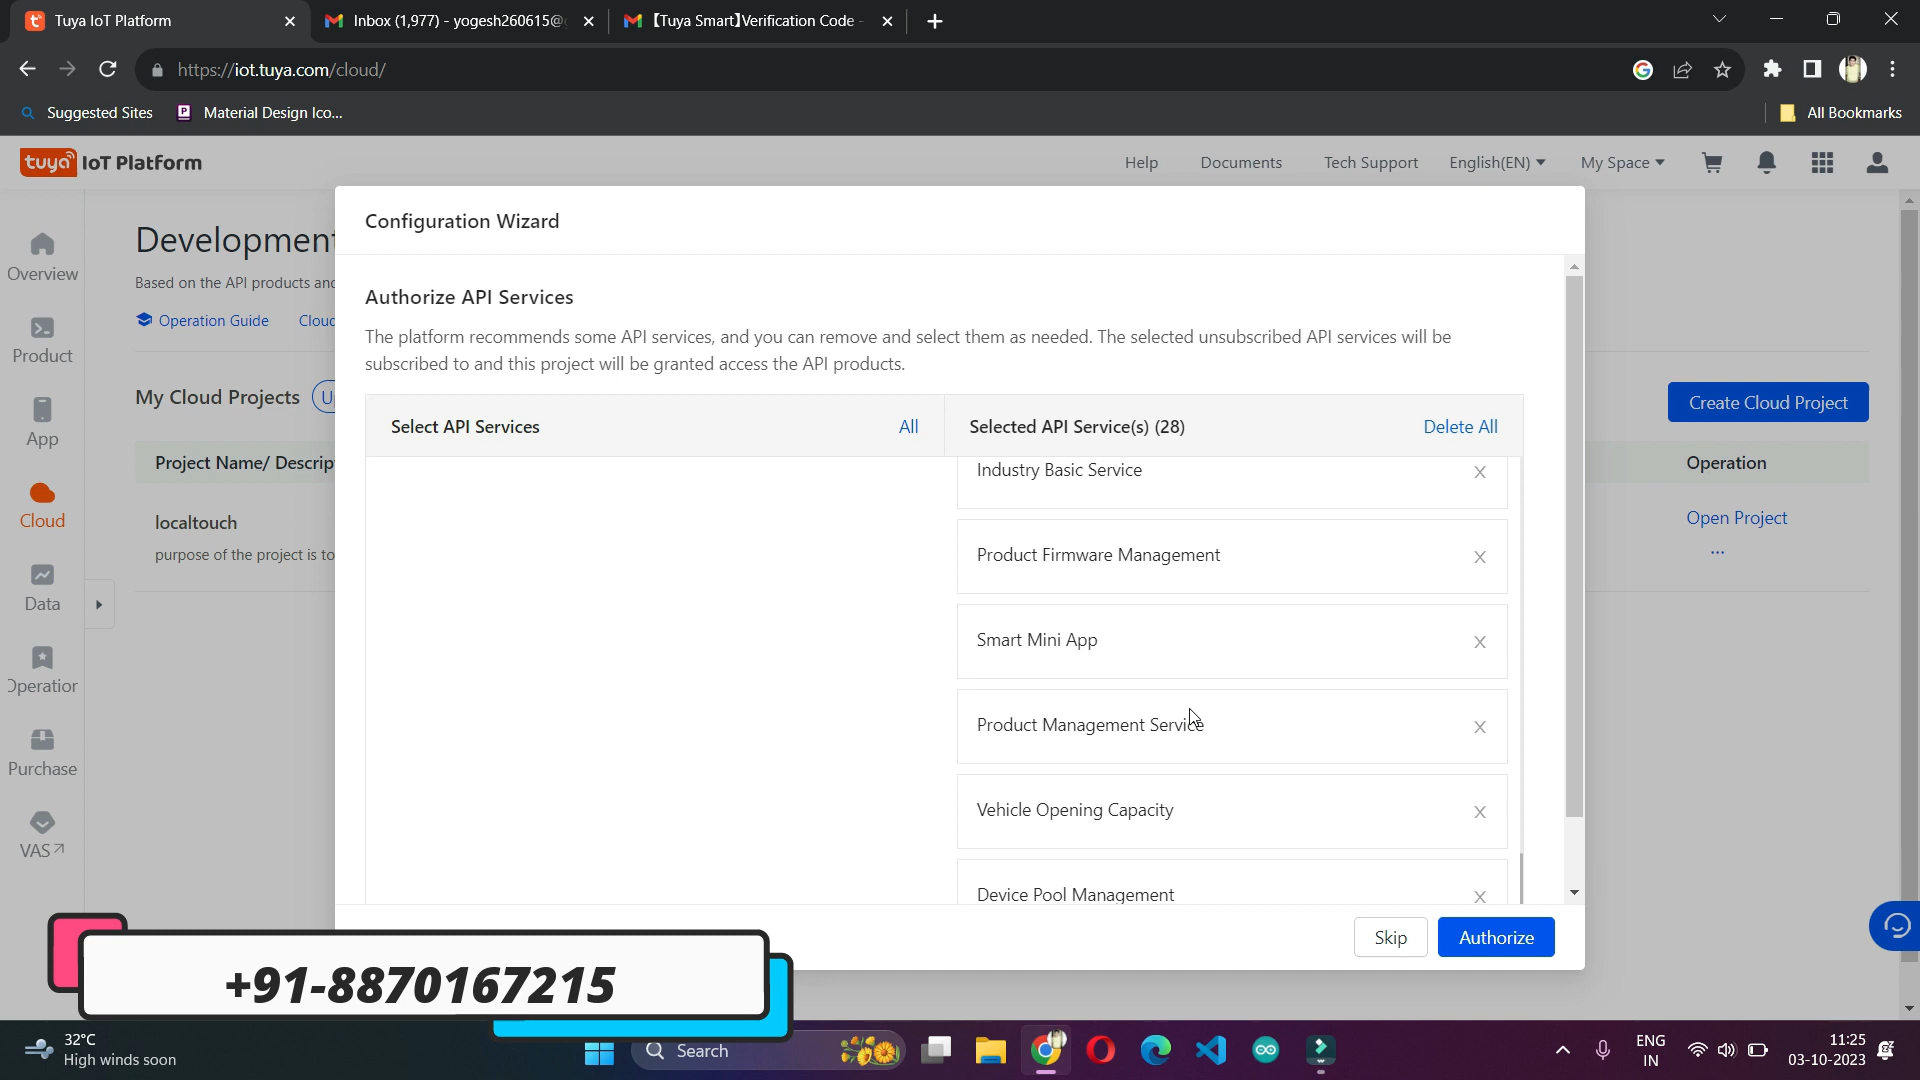 Tuya IoT Platform
Inbox (1,977) - yogesh260615@
【Tuya Smart】Verification Code -
https://iot.tuya.com/cloud/
Suggested Sites
Material Design Ico...
All Bookmarks
tuya IoT Platform
Help
Documents
Tech Support
English(EN)
My Space
Overview
Product
App
Cloud
Data
Operation
Purchase
VAS
Development
Based on the API products and
Operation Guide
Cloud
My Cloud Projects
Create Cloud Project
Project Name/ Descrip
Operation
localtouch
purpose of the project is to
Open Project
...
Configuration Wizard
Authorize API Services
The platform recommends some API services, and you can remove and select them as needed. The selected unsubscribed API services will be
subscribed to and this project will be granted access the API products.
Select API Services
All
Selected API Service(s) (28)
Delete All
Industry Basic Service
Product Firmware Management
Smart Mini App
Product Management Service
Vehicle Opening Capacity
Device Pool Management
Skip
Authorize
+91-8870167215
32°C
High winds soon
Search
ENG
IN
11:25
03-10-2023